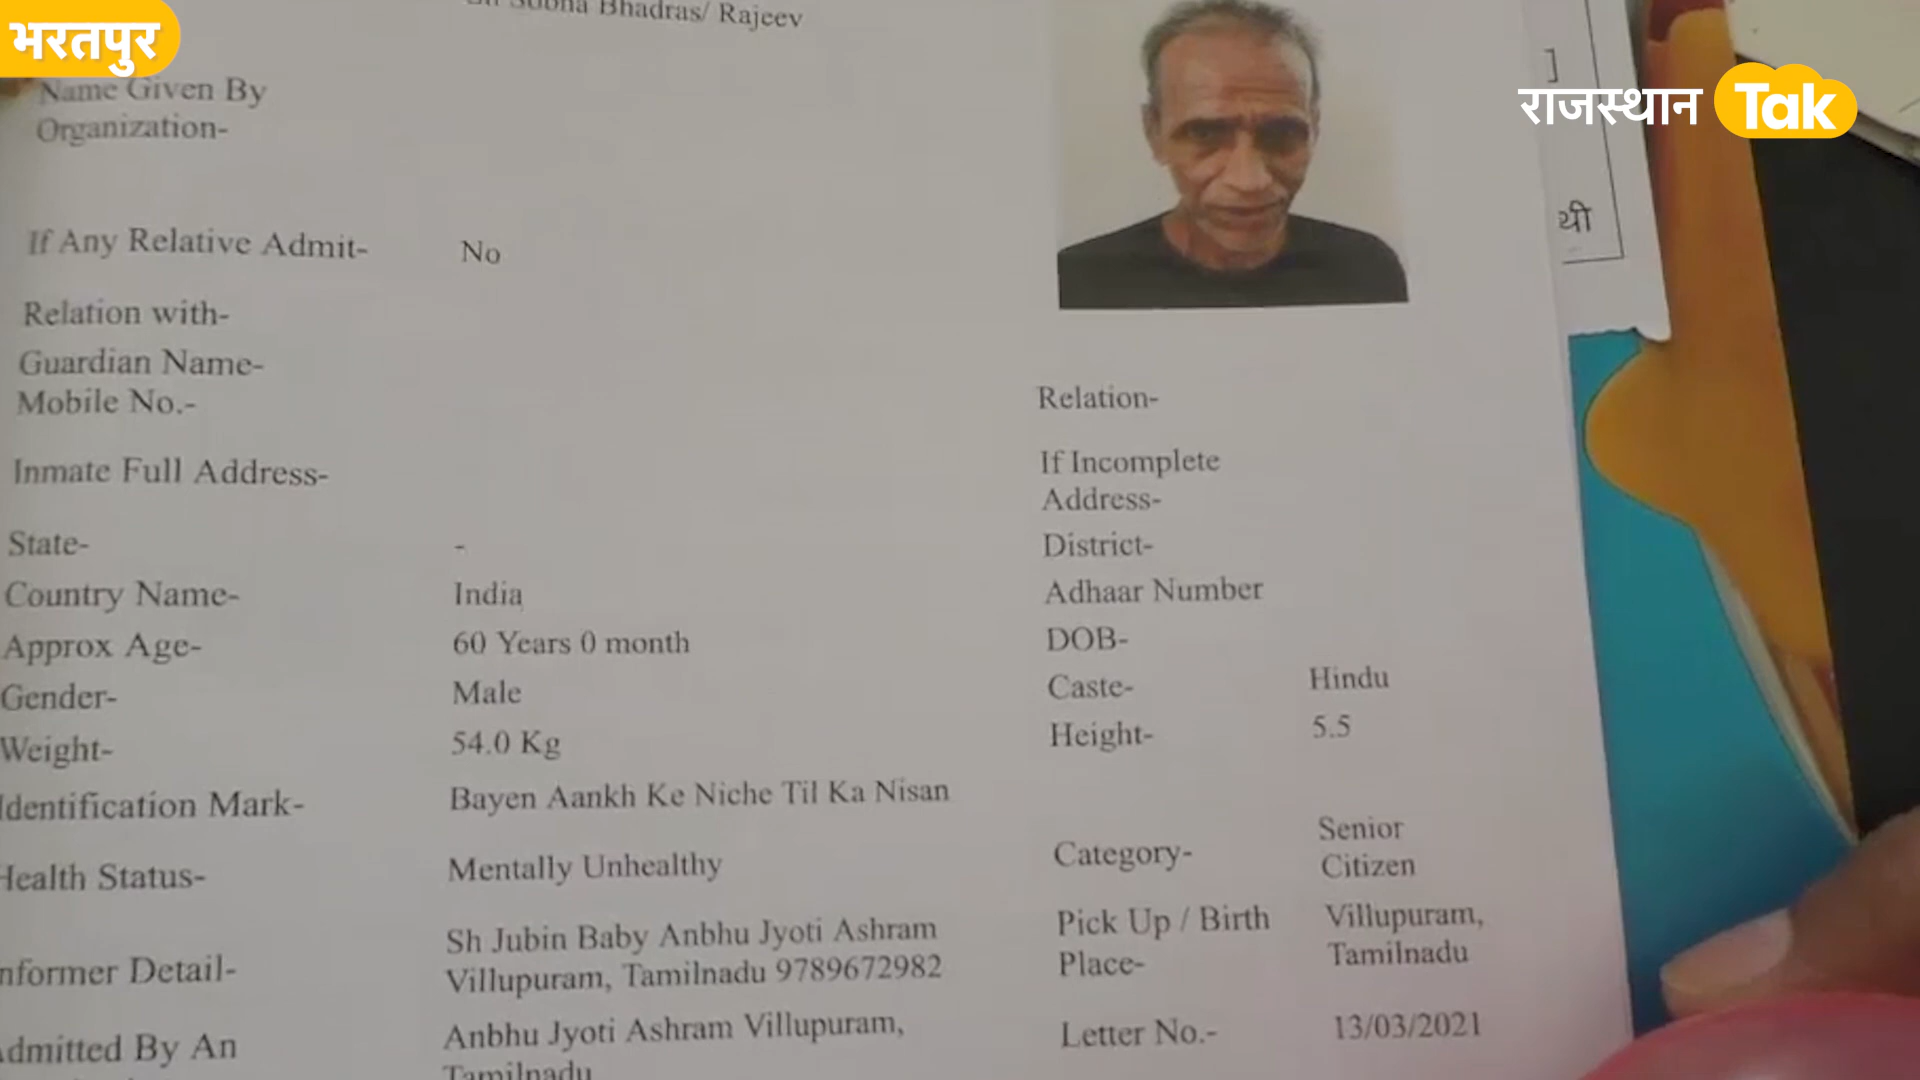 भरतपुर
राजस्थान Tak
Bhadras/ Rajeev
Name Given By
Organization-
If Any Relative Admit- No
Relation with-
Guardian Name-
Mobile No.- Relation-
Inmate Full Address- If Incomplete
Address-
State- - District-
Country Name- India Adhaar Number
Approx Age- 60 Years 0 month DOB-
Gender- Male Caste- Hindu
Weight- 54.0 Kg Height- 5.5
Identification Mark- Bayen Aankh Ke Niche Til Ka Nisan
Health Status- Mentally Unhealthy Category- Senior
Citizen
nformer Detail- Sh Jubin Baby Anbhu Jyoti Ashram
Villupuram, Tamilnadu 9789672982
Pick Up / Birth Villupuram,
Place- Tamilnadu
dmitted By An Anbhu Jyoti Ashram Villupuram,
Tamilnadu
Letter No.- 13/03/2021
]
थी